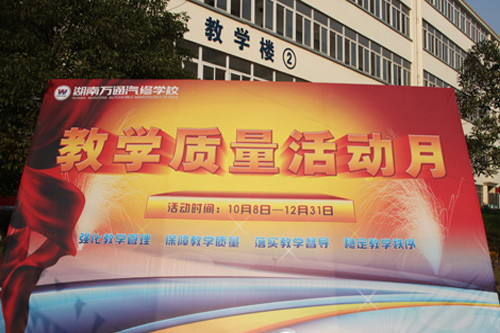 教学楼②
湖南万通汽修学校
教学质量活动月
活动时间：10月8日—12月31日
强化教学管理 保障教学质量 落实教学督导 稳定教学秩序